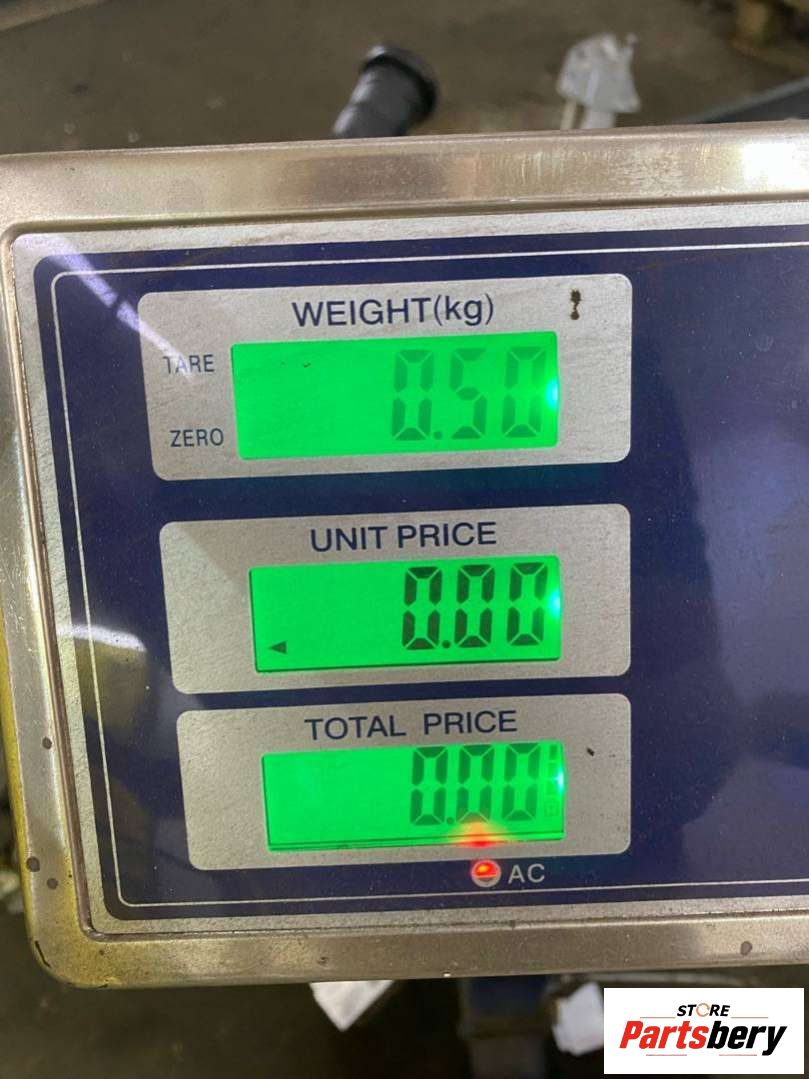 WEIGHT(kg)
TARE
0.50
ZERO
UNIT PRICE
0.00
TOTAL PRICE
0.00
AC
STORE
Partsbery